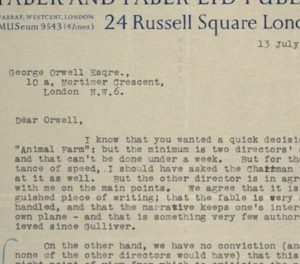 FABER AND FABER LTD PUBL
FABBAF, WESTCENT, LONDON
MUSeum 9543 (4 lines)
24 Russell Square Lon
13 July
George Orwell Esqre.,
10 a, Mortimer Crescent,
London N.W.6.
Dear Orwell,
I know that you wanted a quick decision
"Animal Farm"; but the minimum is two directors'
and that can't be done under a week. But for the
tance of speed, I should have asked the Chairman
at it as well. But the other director is in agre
with me on the main points. We agree that it is
guished piece of writing; that the fable is very
handled, and that the narrative keeps one's inter
own plane - and that is something very few author
ieved since Gulliver.
On the other hand, we have no conviction (and
none of the other directors would have) that this